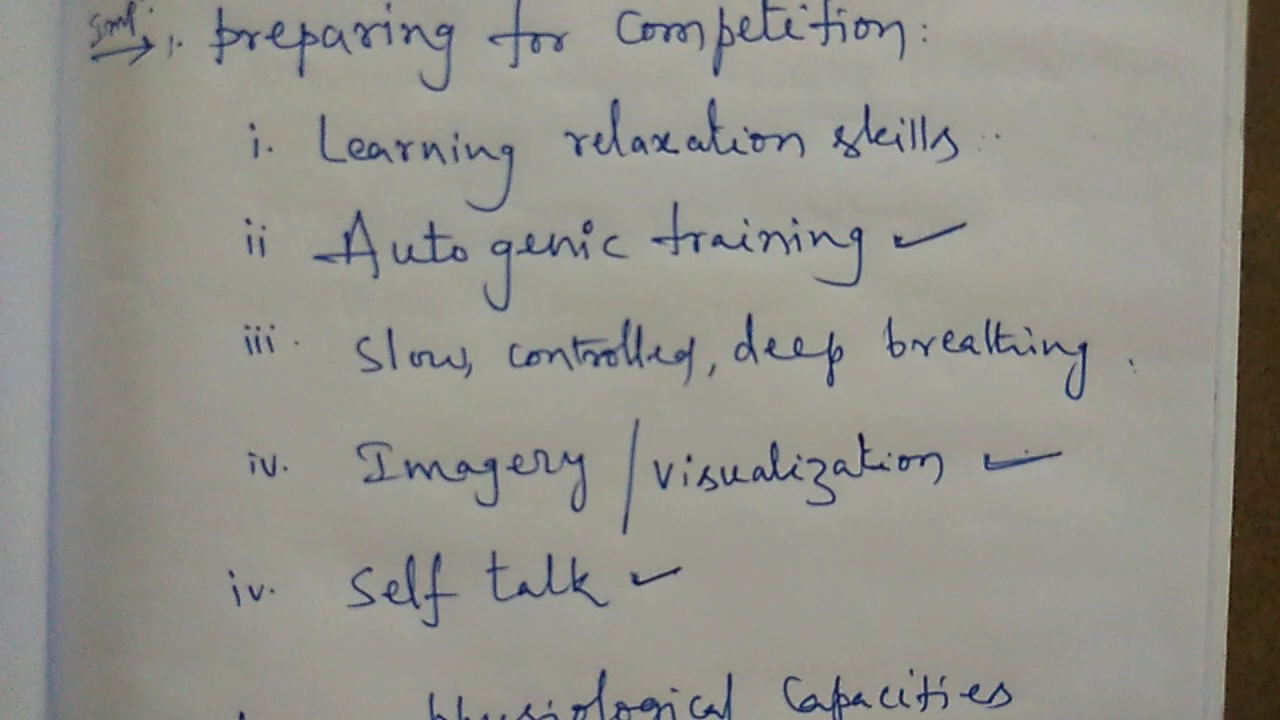 Imp. 1. preparing for competition:
i. Learning relaxation skills
ii Autogenic training ✓
iii. Slow, controlled, deep breathing.
iv. Imagery / visualization ✓
iv. Self talk ✓
physiological capacities